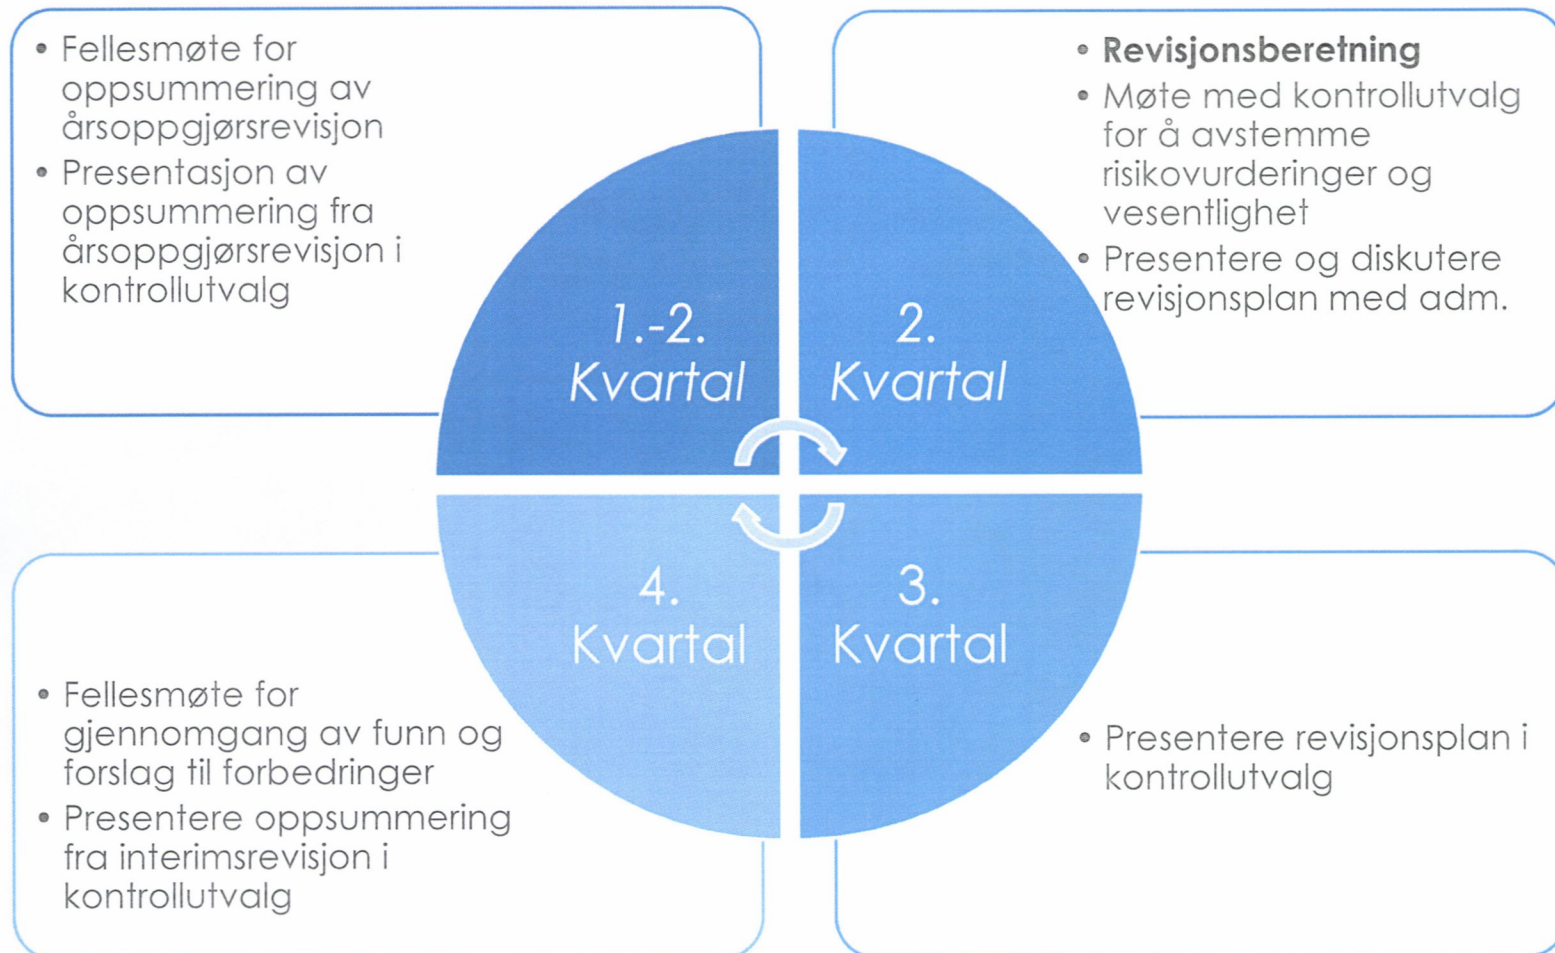 • Fellesmøte for
oppsummering av
årsoppgjørsrevisjon
• Presentasjon av
oppsummering fra
årsoppgjørsrevisjon i
kontrollutvalg
• Revisjonsberetning
• Møte med kontrollutvalg
for å avstemme
risikovurderinger og
vesentlighet
• Presentere og diskutere
revisjonsplan med adm.
1.-2.
Kvartal
2.
Kvartal
4.
Kvartal
3.
Kvartal
• Fellesmøte for
gjennomgang av funn og
forslag til forbedringer
• Presentere oppsummering
fra interimsrevisjon i
kontrollutvalg
• Presentere revisjonsplan i
kontrollutvalg